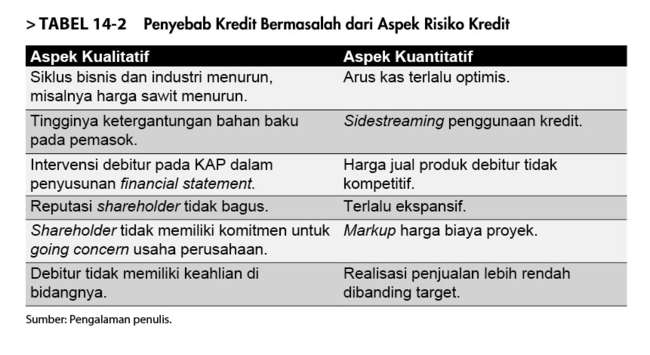 > TABEL 14-2 Penyebab Kredit Bermasalah dari Aspek Risiko Kredit
Aspek Kualitatif Aspek Kuantitatif
Siklus bisnis dan industri menurun, Arus kas terlalu optimis.
misalnya harga sawit menurun.
Tingginya ketergantungan bahan baku Sidestreaming penggunaan kredit.
pada pemasok.
Intervensi debitur pada KAP dalam Harga jual produk debitur tidak
penyusunan financial statement. kompetitif.
Reputasi shareholder tidak bagus. Terlalu ekspansif.
Shareholder tidak memiliki komitmen untuk Markup harga biaya proyek.
going concern usaha perusahaan.
Debitur tidak memiliki keahlian di Realisasi penjualan lebih rendah
bidangnya. dibanding target.
Sumber: Pengalaman penulis.